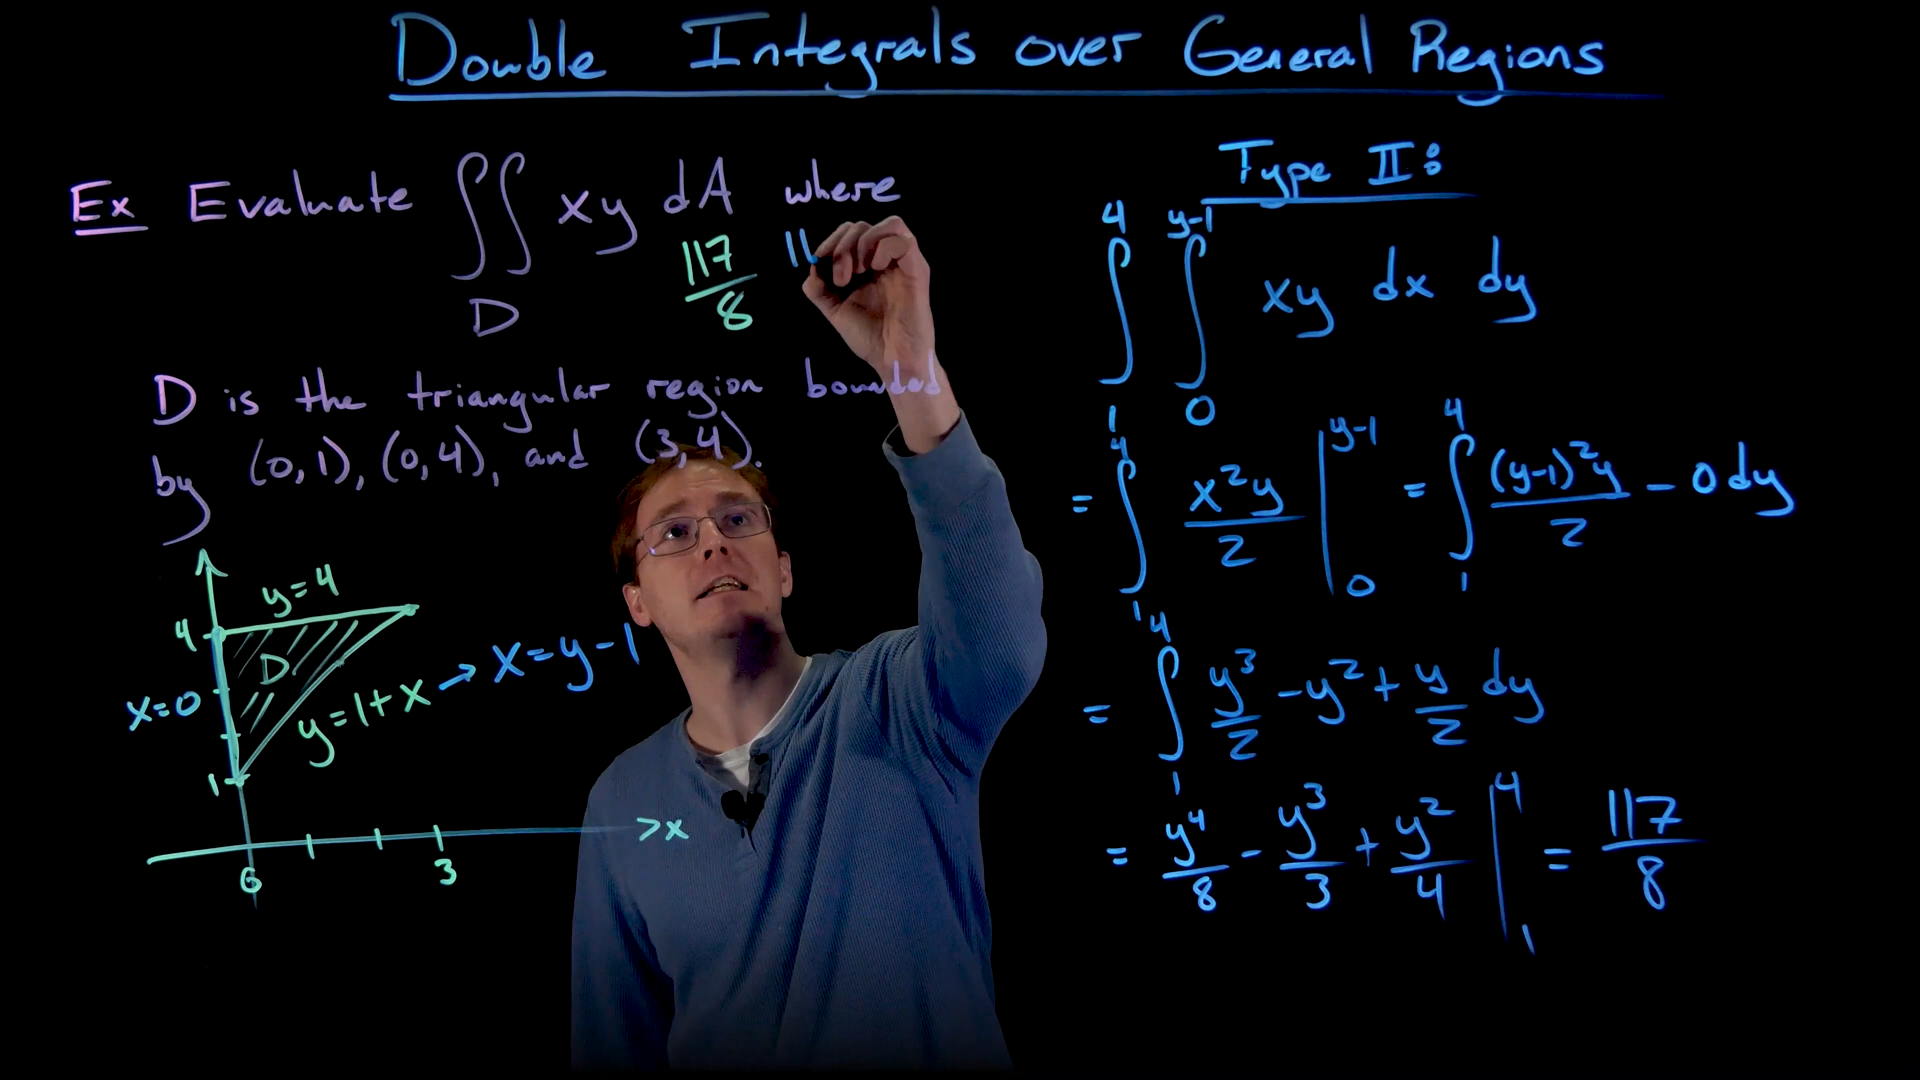 Double Integrals over General Regions
Ex Evaluate ∬ xy dA where
D
117/8 11
D is the triangular region bounded
by (0,1), (0,4), and (3,4).
y=4
4
D
x=0
y=1+x → x=y-1
1
>x
0 3
Type II:
∫₁⁴ ∫₀^(y-1) xy dx dy
= ∫₁⁴ x²y/2 |₀^(y-1) = ∫₁⁴ (y-1)²y/2 - 0 dy
= ∫₁⁴ y³/2 - y² + y/2 dy
= y⁴/8 - y³/3 + y²/4 |₁⁴ = 117/8